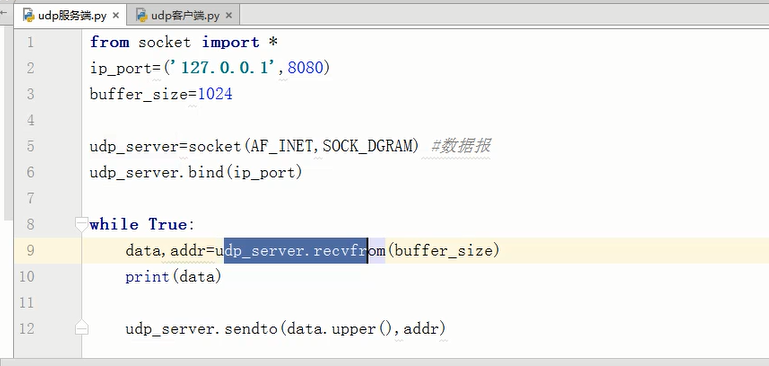 udp服务端.py × udp客户端.py ×
1 from socket import *
2 ip_port=('127.0.0.1',8080)
3 buffer_size=1024
4
5 udp_server=socket(AF_INET,SOCK_DGRAM) #数据报
6 udp_server.bind(ip_port)
7
8 while True:
9 data,addr=udp_server.recvfrom(buffer_size)
10 print(data)
11
12 udp_server.sendto(data.upper(),addr)